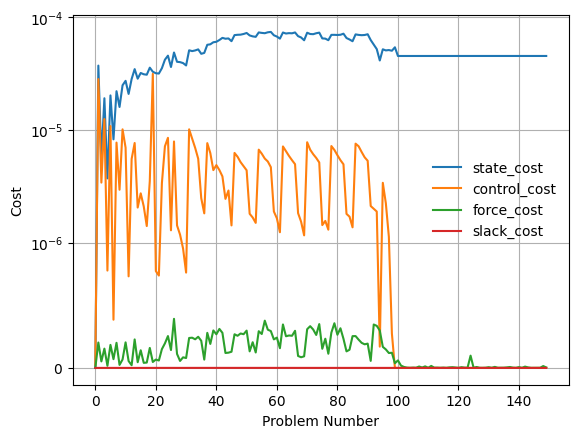 10⁻⁴
10⁻⁵
10⁻⁶
0
Cost
state_cost
control_cost
force_cost
slack_cost
0 20 40 60 80 100 120 140
Problem Number